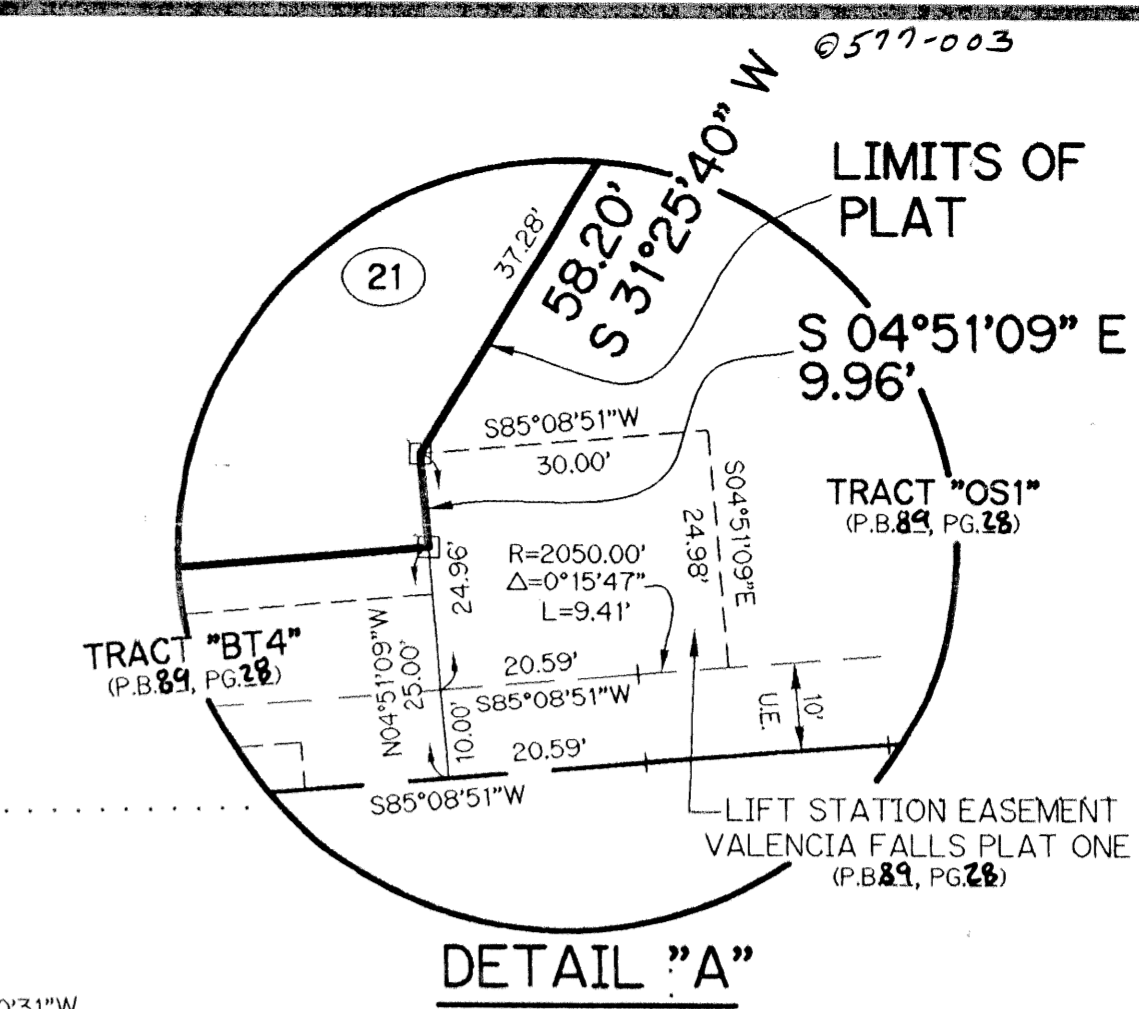 ©577-003
LIMITS OF
PLAT
58.20'
S 31°25'40" W
37.28'
21
S 04°51'09" E
9.96'
S85°08'51"W
30.00'
S04°51'09"E
24.98'
TRACT "OS1"
(P.B.89, PG.28)
R=2050.00'
Δ=0°15'47"
L=9.41'
24.96'
TRACT "BT4"
(P.B.89, PG.28)
N04°51'09"W
25.00'
20.59'
S85°08'51"W
10.00'
20.59'
S85°08'51"W
U.E.
10'
LIFT STATION EASEMENT
VALENCIA FALLS PLAT ONE
(P.B.89, PG.28)
DETAIL "A"
0'31"W